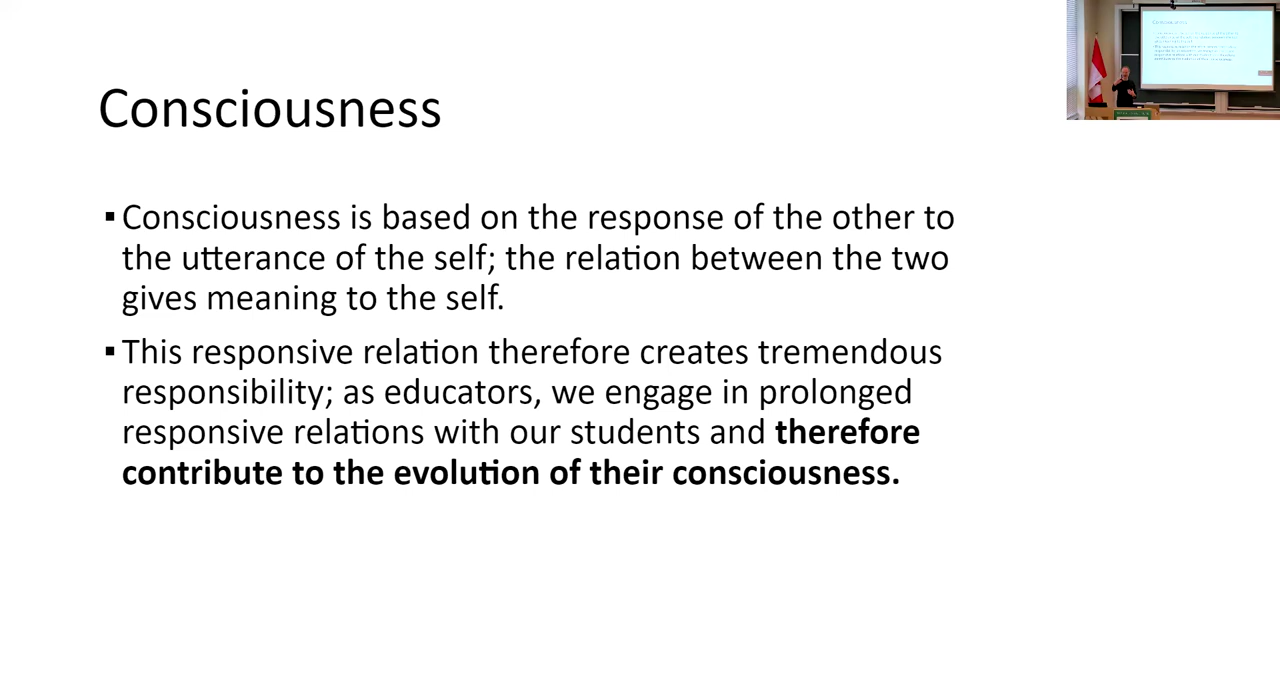 Consciousness
▪ Consciousness is based on the response of the other to
the utterance of the self; the relation between the two
gives meaning to the self.
▪ This responsive relation therefore creates tremendous
responsibility; as educators, we engage in prolonged
responsive relations with our students and therefore
contribute to the evolution of their consciousness.
Consciousness